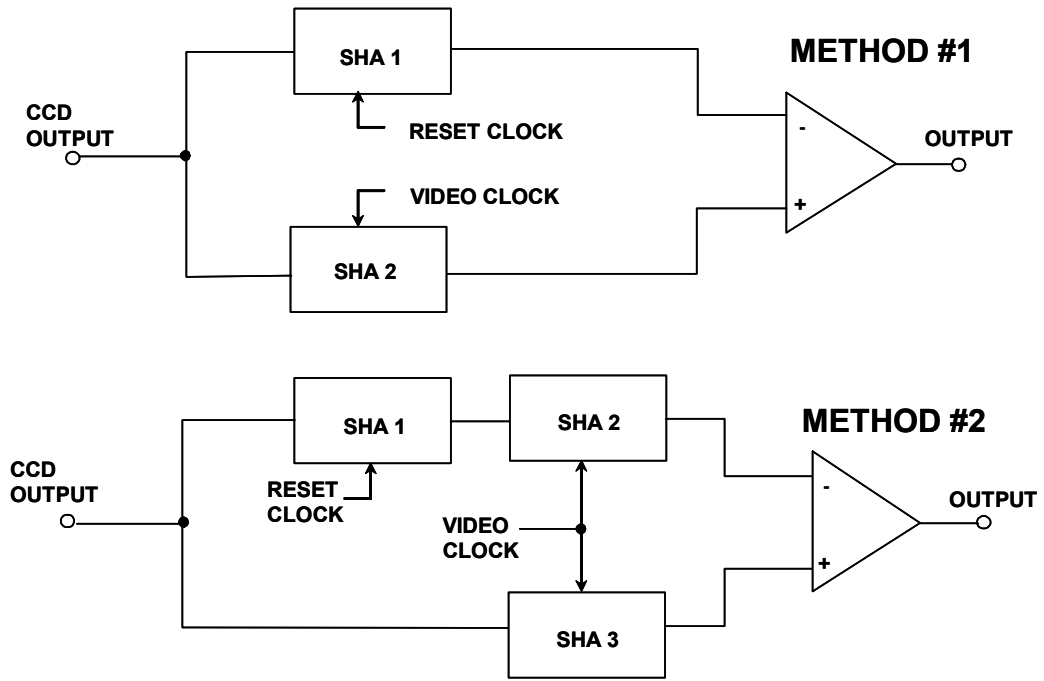 METHOD #1
SHA 1
CCD
OUTPUT
RESET CLOCK
-
OUTPUT
VIDEO CLOCK
+
SHA 2
METHOD #2
SHA 1
SHA 2
CCD
OUTPUT
RESET
CLOCK
-
OUTPUT
VIDEO
CLOCK
+
SHA 3